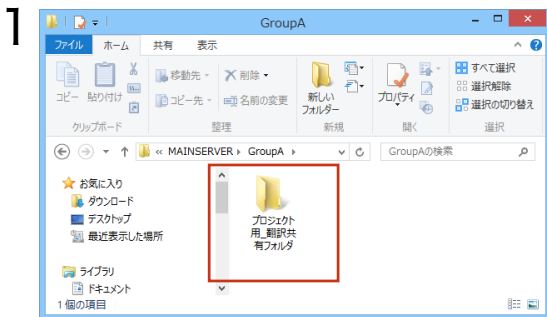 1
GroupA
ファイル ホーム 共有 表示
コピー 貼り付け
移動先 削除
コピー先 名前の変更
新しい
フォルダー
プロパティ
すべて選択
選択解除
選択の切り替え
クリップボード 整理 新規 開く 選択
« MAINSERVER GroupA GroupAの検索
お気に入り
ダウンロード
デスクトップ
最近表示した場所
ライブラリ
ドキュメント
プロジェクト
用_翻訳共
有フォルダ
1 個の項目